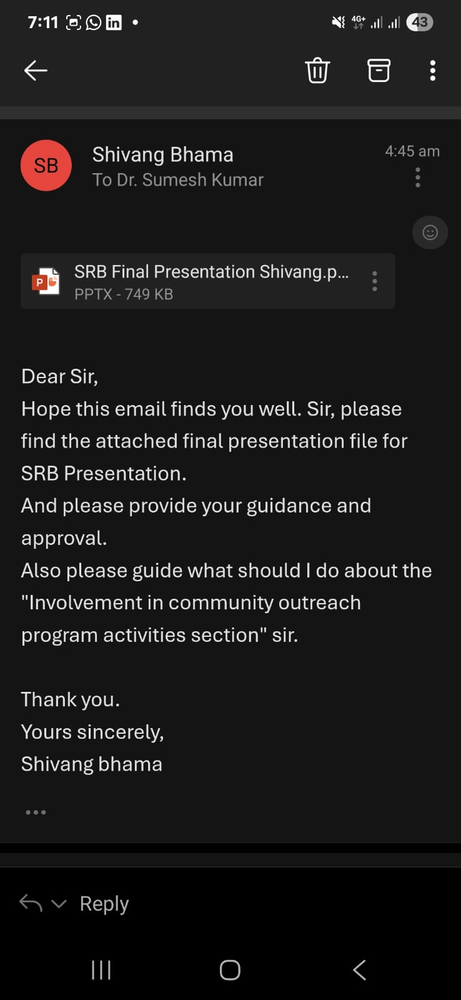 7:11
4G+
43
SB
Shivang Bhama
4:45 am
To Dr. Sumesh Kumar
SRB Final Presentation Shivang.p...
PPTX - 749 KB
Dear Sir,
Hope this email finds you well. Sir, please
find the attached final presentation file for
SRB Presentation.
And please provide your guidance and
approval.
Also please guide what should I do about the
"Involvement in community outreach
program activities section" sir.
Thank you.
Yours sincerely,
Shivang bhama
Reply